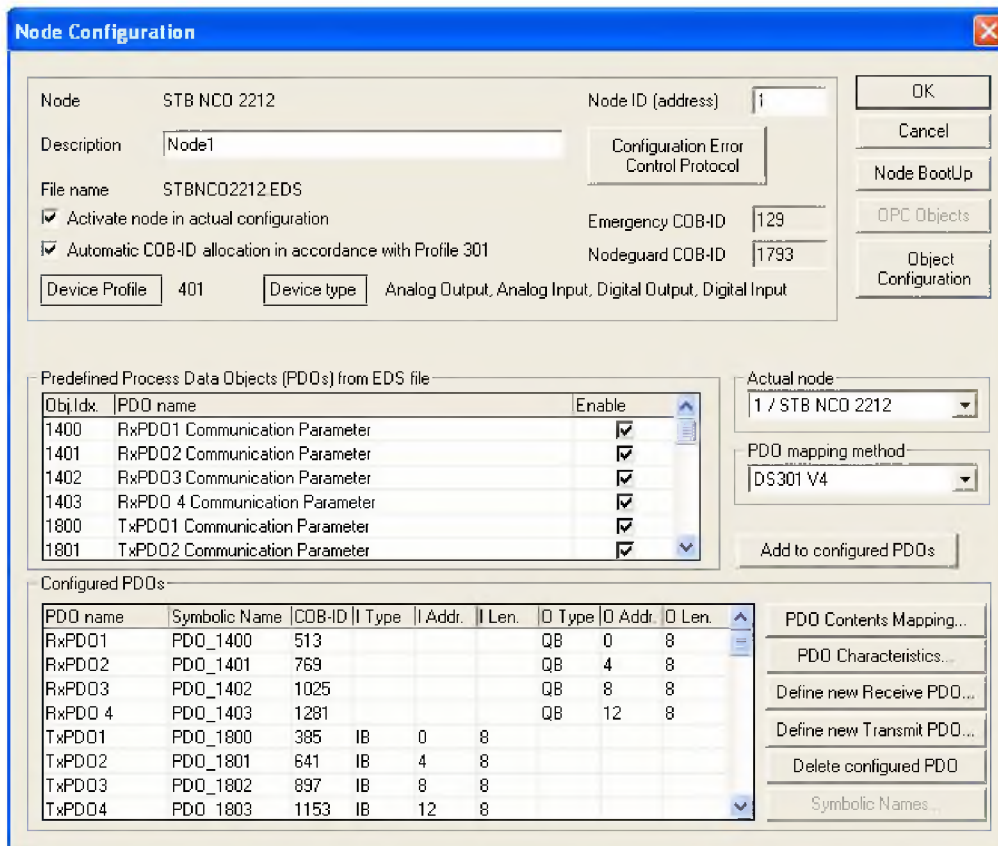 Node Configuration
Node STB NCO 2212 Node ID (address) 1 OK
Description Node1 Configuration Error Control Protocol Cancel
File name STBNCO2212.EDS Node BootUp
Activate node in actual configuration Emergency COB-ID 129 OPC Objects
Automatic COB-ID allocation in accordance with Profile 301 Nodeguard COB-ID 1793 Object Configuration
Device Profile 401 Device type Analog Output, Analog Input, Digital Output, Digital Input
Predefined Process Data Objects (PDOs) from EDS file
Obj.Idx. PDO name Enable
1400 RxPDO1 Communication Parameter
1401 RxPDO2 Communication Parameter
1402 RxPDO3 Communication Parameter
1403 RxPDO 4 Communication Parameter
1800 TxPDO1 Communication Parameter
1801 TxPDO2 Communication Parameter
Actual node
1 / STB NCO 2212
PDO mapping method
DS301 V4
Add to configured PDOs
Configured PDOs
PDO name Symbolic Name COB-ID I Type I Addr. I Len. O Type O Addr. O Len.
RxPDO1 PDO_1400 513 QB 0 8
RxPDO2 PDO_1401 769 QB 4 8
RxPDO3 PDO_1402 1025 QB 8 8
RxPDO 4 PDO_1403 1281 QB 12 8
TxPDO1 PDO_1800 385 IB 0 8
TxPDO2 PDO_1801 641 IB 4 8
TxPDO3 PDO_1802 897 IB 8 8
TxPDO4 PDO_1803 1153 IB 12 8
PDO Contents Mapping...
PDO Characteristics...
Define new Receive PDO...
Define new Transmit PDO...
Delete configured PDO
Symbolic Names...